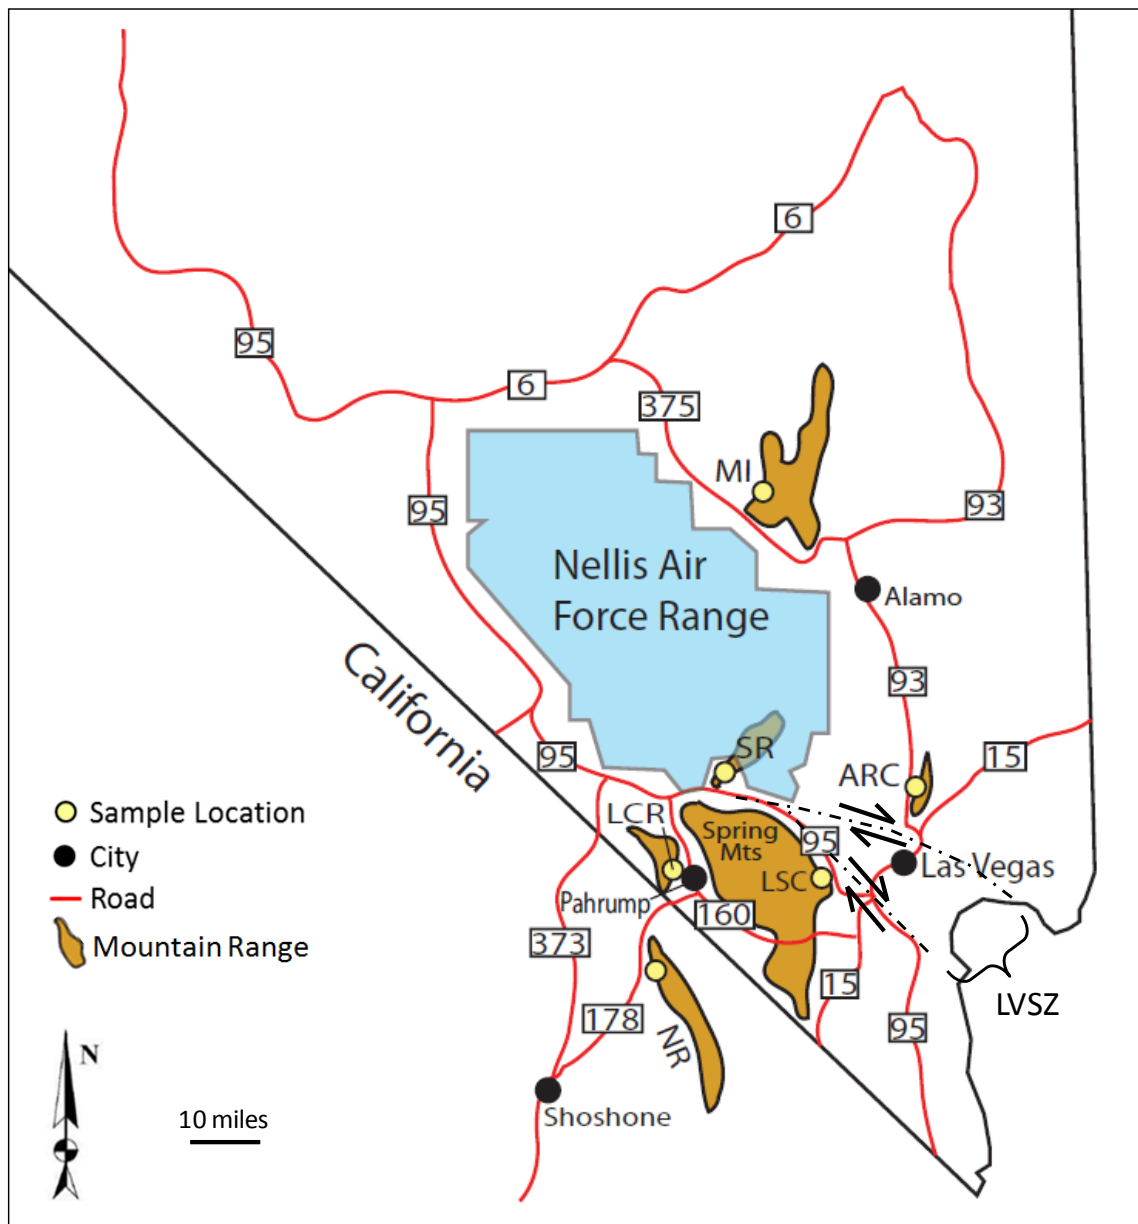 6
95
6
375
MI
93
95
Nellis Air
Force Range
Alamo
California
93
SR
95
15
ARC
LCR
Spring
Mts
95
Las Vegas
LSC
Pahrump
160
373
15
LVSZ
178
NR
95
Shoshone
Sample Location
City
Road
Mountain Range
N
10 miles